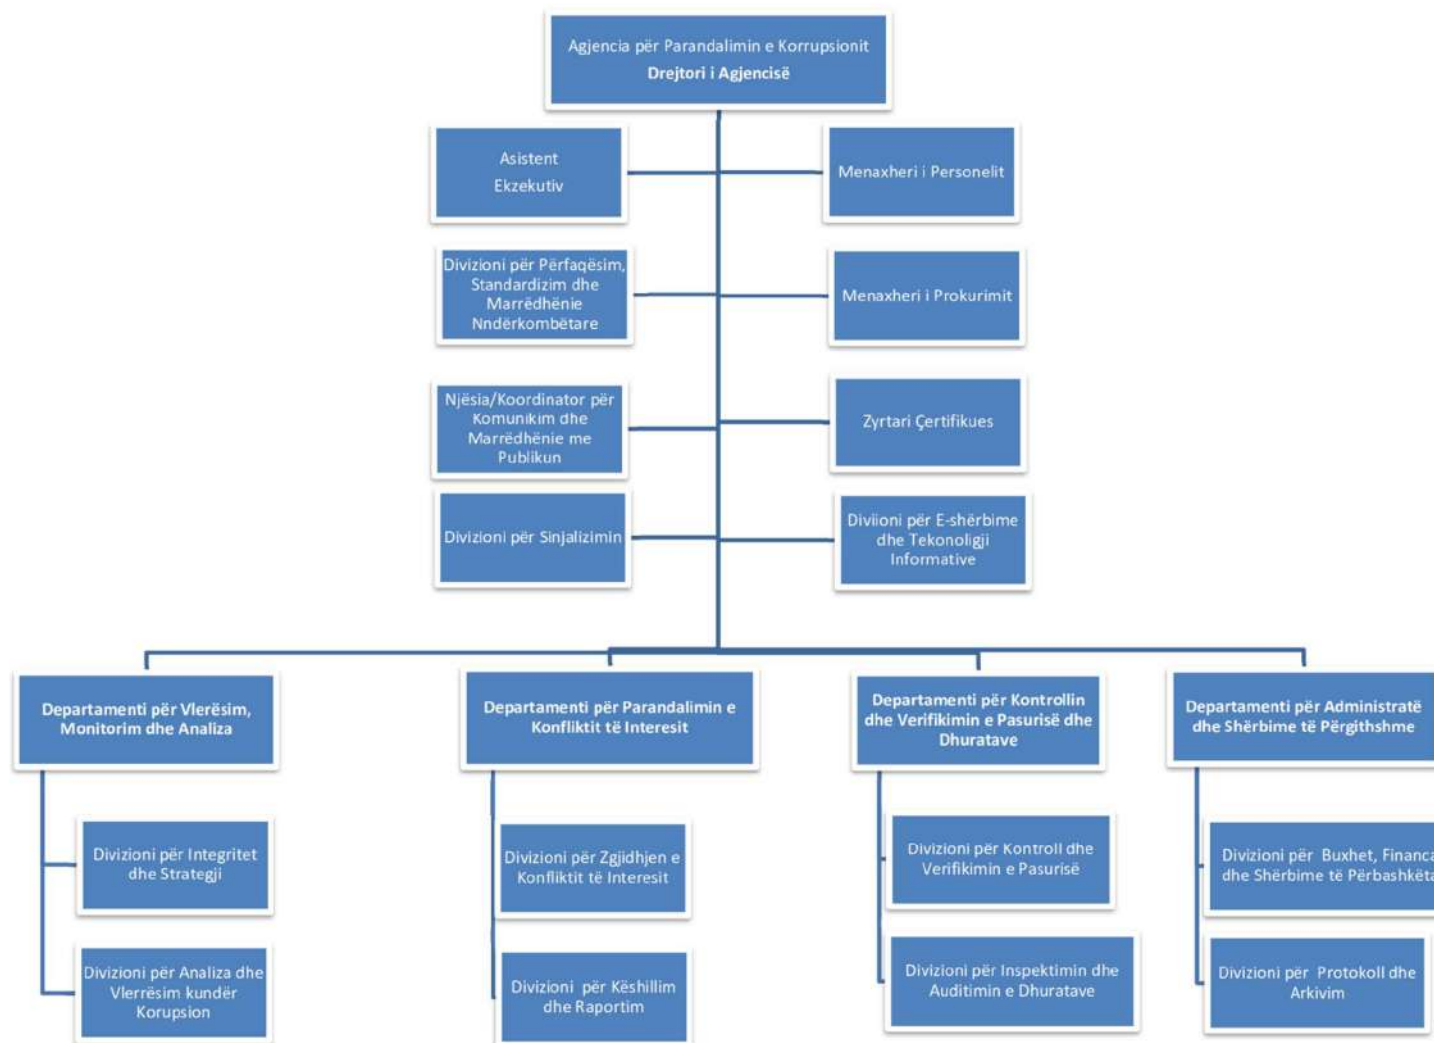 Agjencia për Parandalimin e Korrupsionit
Drejtori i Agjencisë
Asistent
Ekzekutiv
Menaxheri i Personelit
Divizioni për Përfaqësim,
Standardizim dhe
Marrëdhënie
Nndërkombëtare
Menaxheri i Prokurimit
Njësia/Koordinator për
Komunikim dhe
Marrëdhënie me
Publikun
Zyrtari Çertifikues
Divizioni për Sinjalizimin
Diviioni për E-shërbime
dhe Tekonoligji
Informative
Departamenti për Vlerësim,
Monitorim dhe Analiza
Departamenti për Parandalimin e
Konfliktit të Interesit
Departamenti për Kontrollin
dhe Verifikimin e Pasurisë dhe
Dhuratave
Departamenti për Administratë
dhe Shërbime të Përgithshme
Divizioni për Integritet
dhe Strategji
Divizioni për Zgjidhjen e
Konfliktit të Interesit
Divizioni për Kontroll dhe
Verifikimin e Pasurisë
Divizioni për Buxhet, Financa
dhe Shërbime të Përbashkëta
Divizioni për Analiza dhe
Vlerrësim kundër
Korupsion
Divizioni për Këshillim
dhe Raportim
Divizioni për Inspektimin dhe
Auditimin e Dhuratave
Divizioni për Protokoll dhe
Arkivim